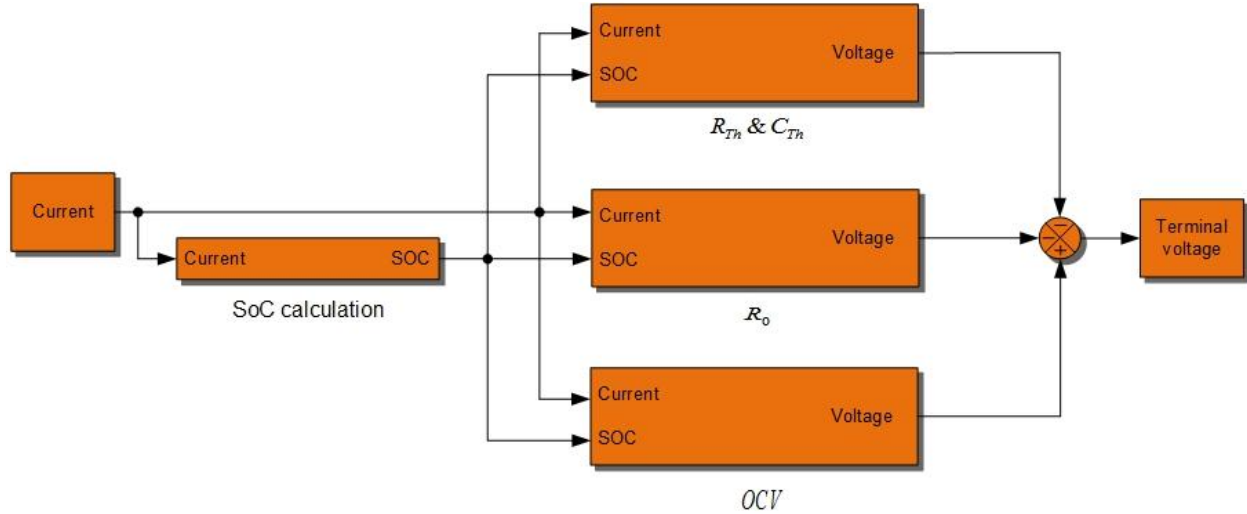 Current
SOC
Voltage
R_Th & C_Th
Current
Current
SOC
SoC calculation
Current
SOC
Voltage
R_0
−
−
+
Terminal
voltage
Current
SOC
Voltage
OCV